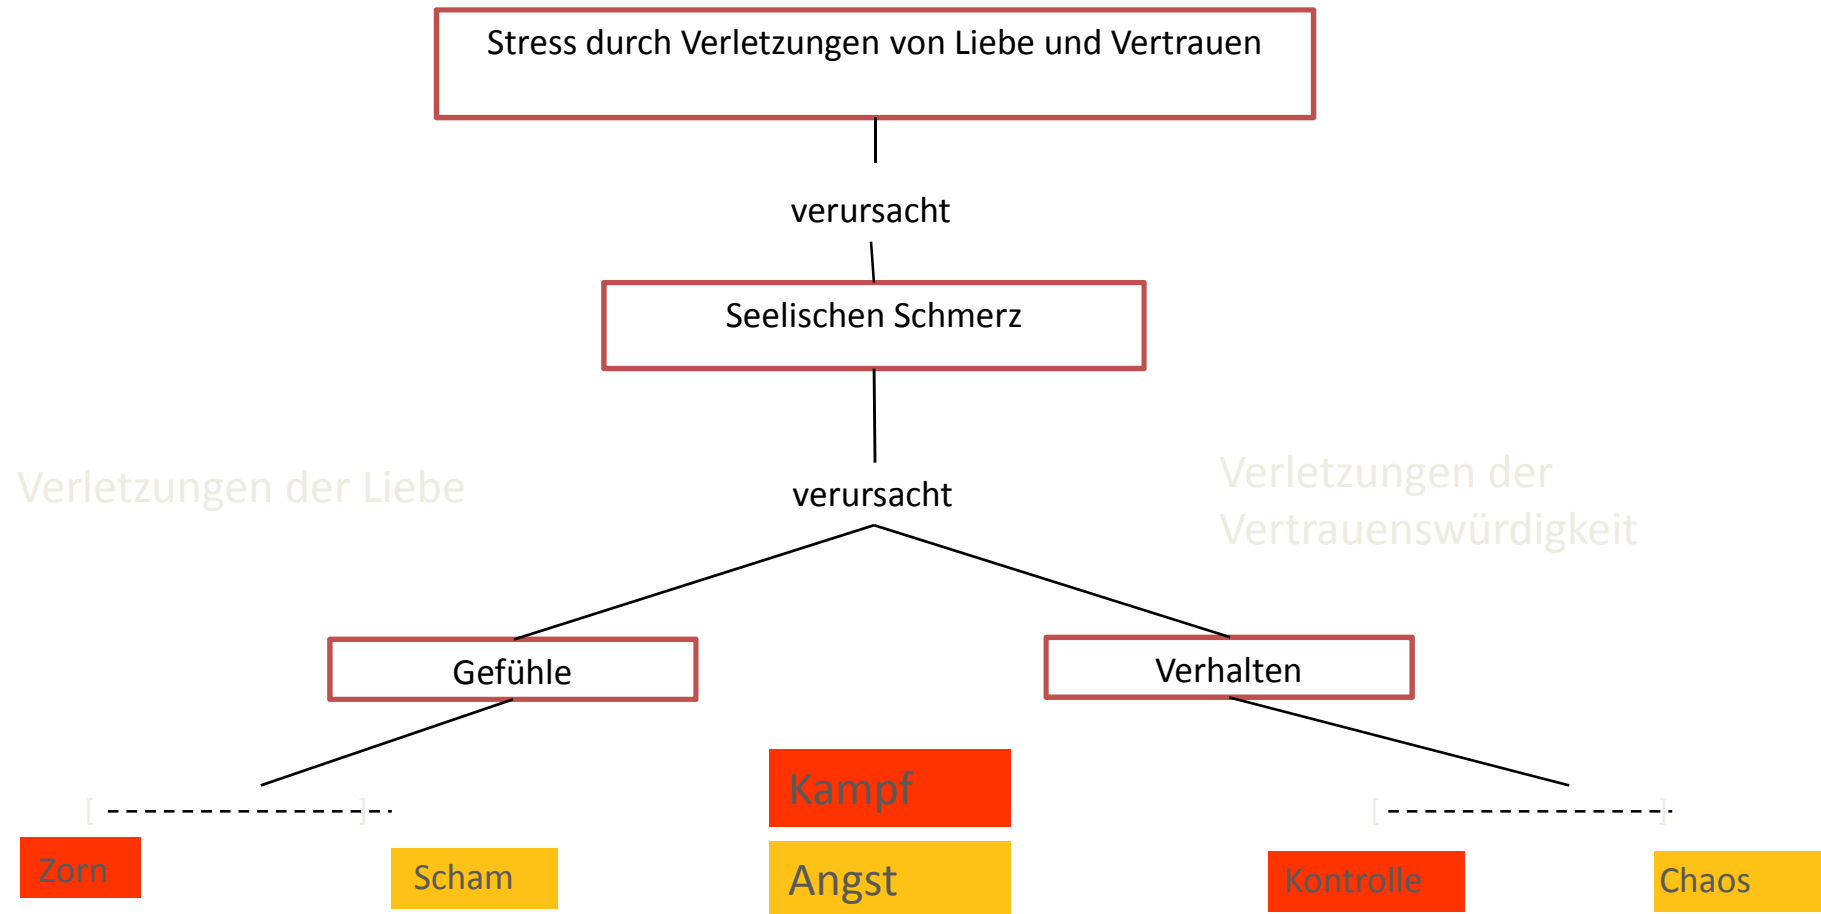 Stress durch Verletzungen von Liebe und Vertrauen
verursacht
Seelischen Schmerz
Verletzungen der Liebe
verursacht
Verletzungen der
Vertrauenswürdigkeit
Gefühle
Verhalten
[ ]
Kampf
[ ]
Zorn
Scham
Angst
Kontrolle
Chaos